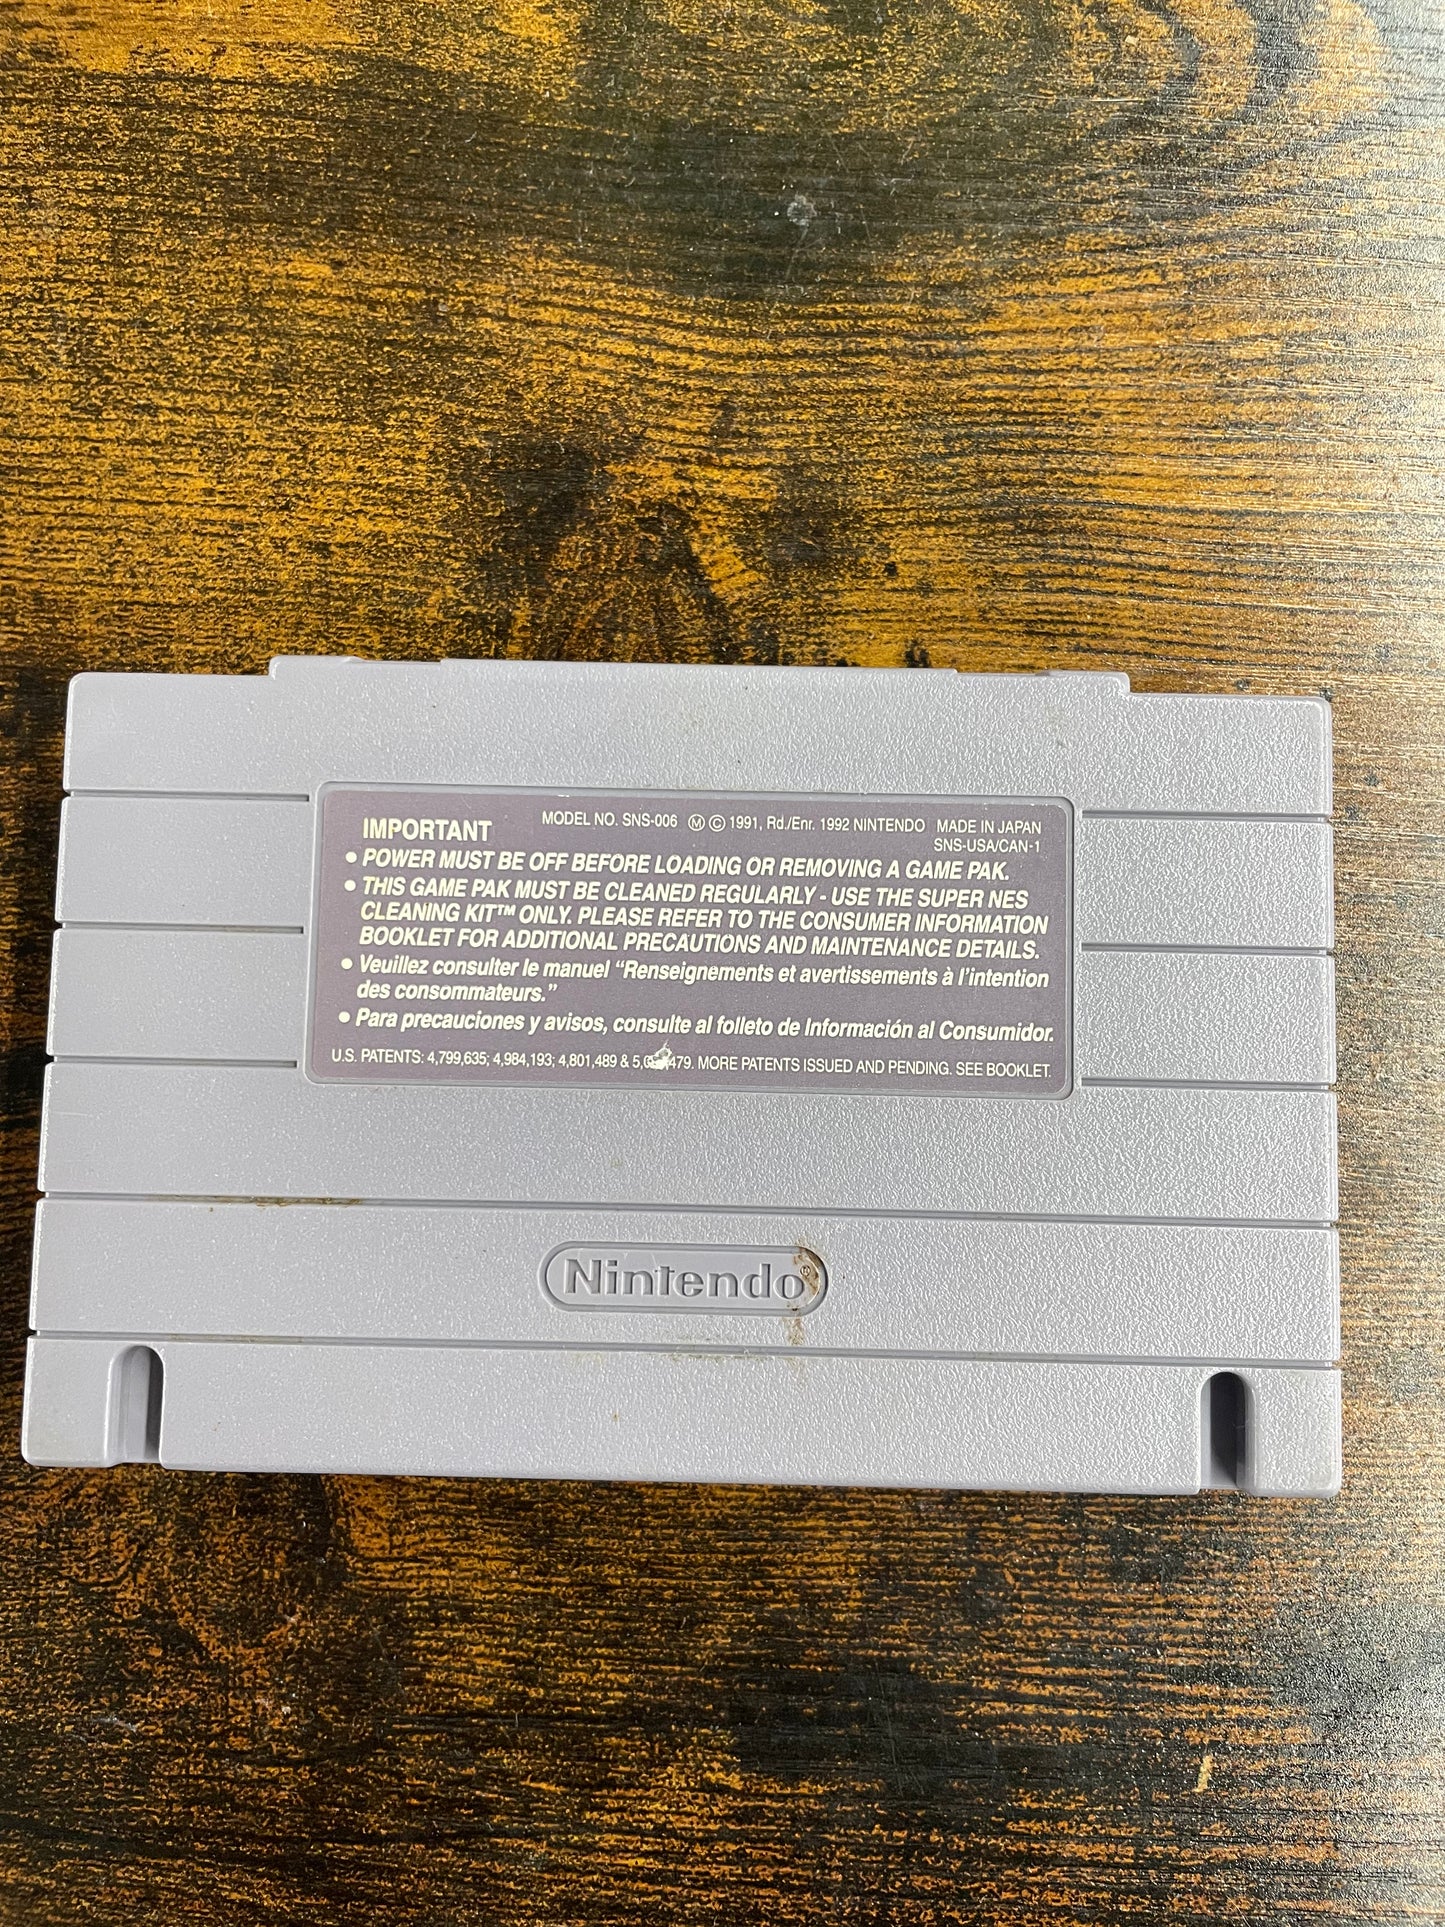 IMPORTANT MODEL NO. SNS-006 Ⓜ © 1991, Rd./Enr. 1992 NINTENDO MADE IN JAPAN
SNS-USA/CAN-1
• POWER MUST BE OFF BEFORE LOADING OR REMOVING A GAME PAK.
• THIS GAME PAK MUST BE CLEANED REGULARLY - USE THE SUPER NES
CLEANING KIT™ ONLY. PLEASE REFER TO THE CONSUMER INFORMATION
BOOKLET FOR ADDITIONAL PRECAUTIONS AND MAINTENANCE DETAILS.
• Veuillez consulter le manuel “Renseignements et avertissements à l’intention
des consommateurs.”
• Para precauciones y avisos, consulte al folleto de Información al Consumidor.
U.S. PATENTS: 4,799,635; 4,984,193; 4,801,489 & MORE PATENTS ISSUED AND PENDING. SEE BOOKLET.
Nintendo®